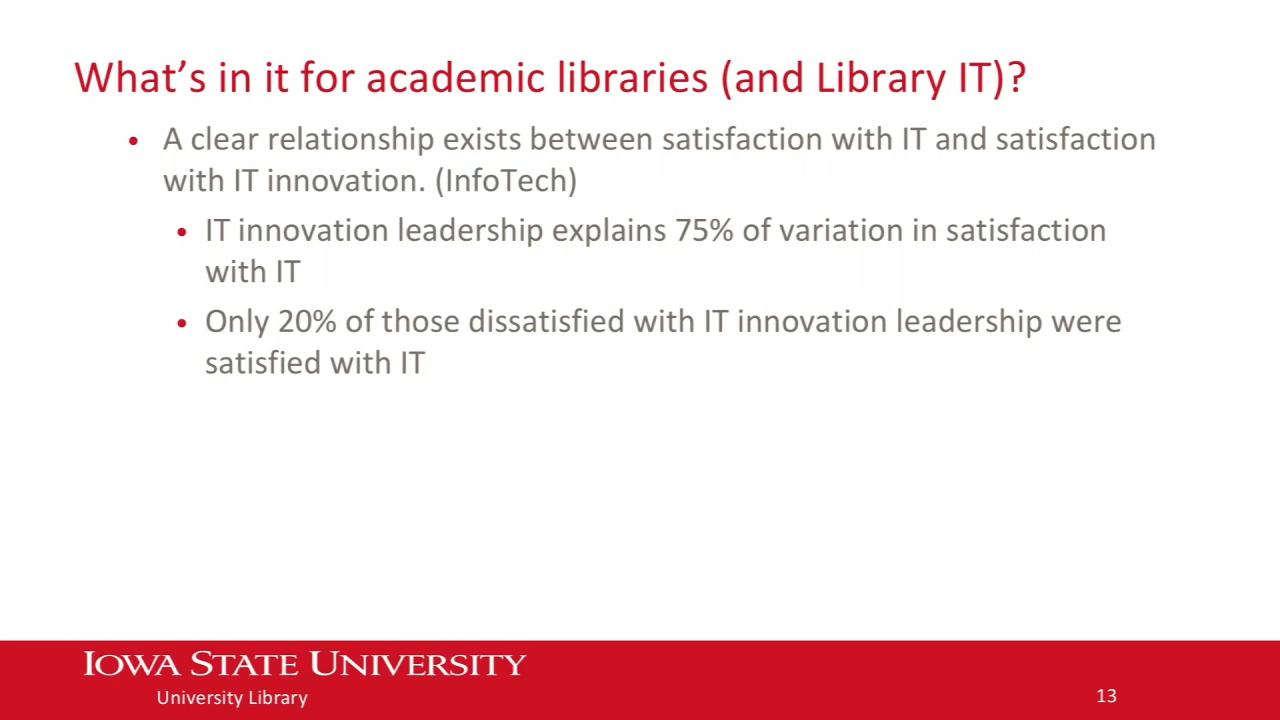 What’s in it for academic libraries (and Library IT)?
• A clear relationship exists between satisfaction with IT and satisfaction
with IT innovation. (InfoTech)
• IT innovation leadership explains 75% of variation in satisfaction
with IT
• Only 20% of those dissatisfied with IT innovation leadership were
satisfied with IT
IOWA STATE UNIVERSITY
University Library
13